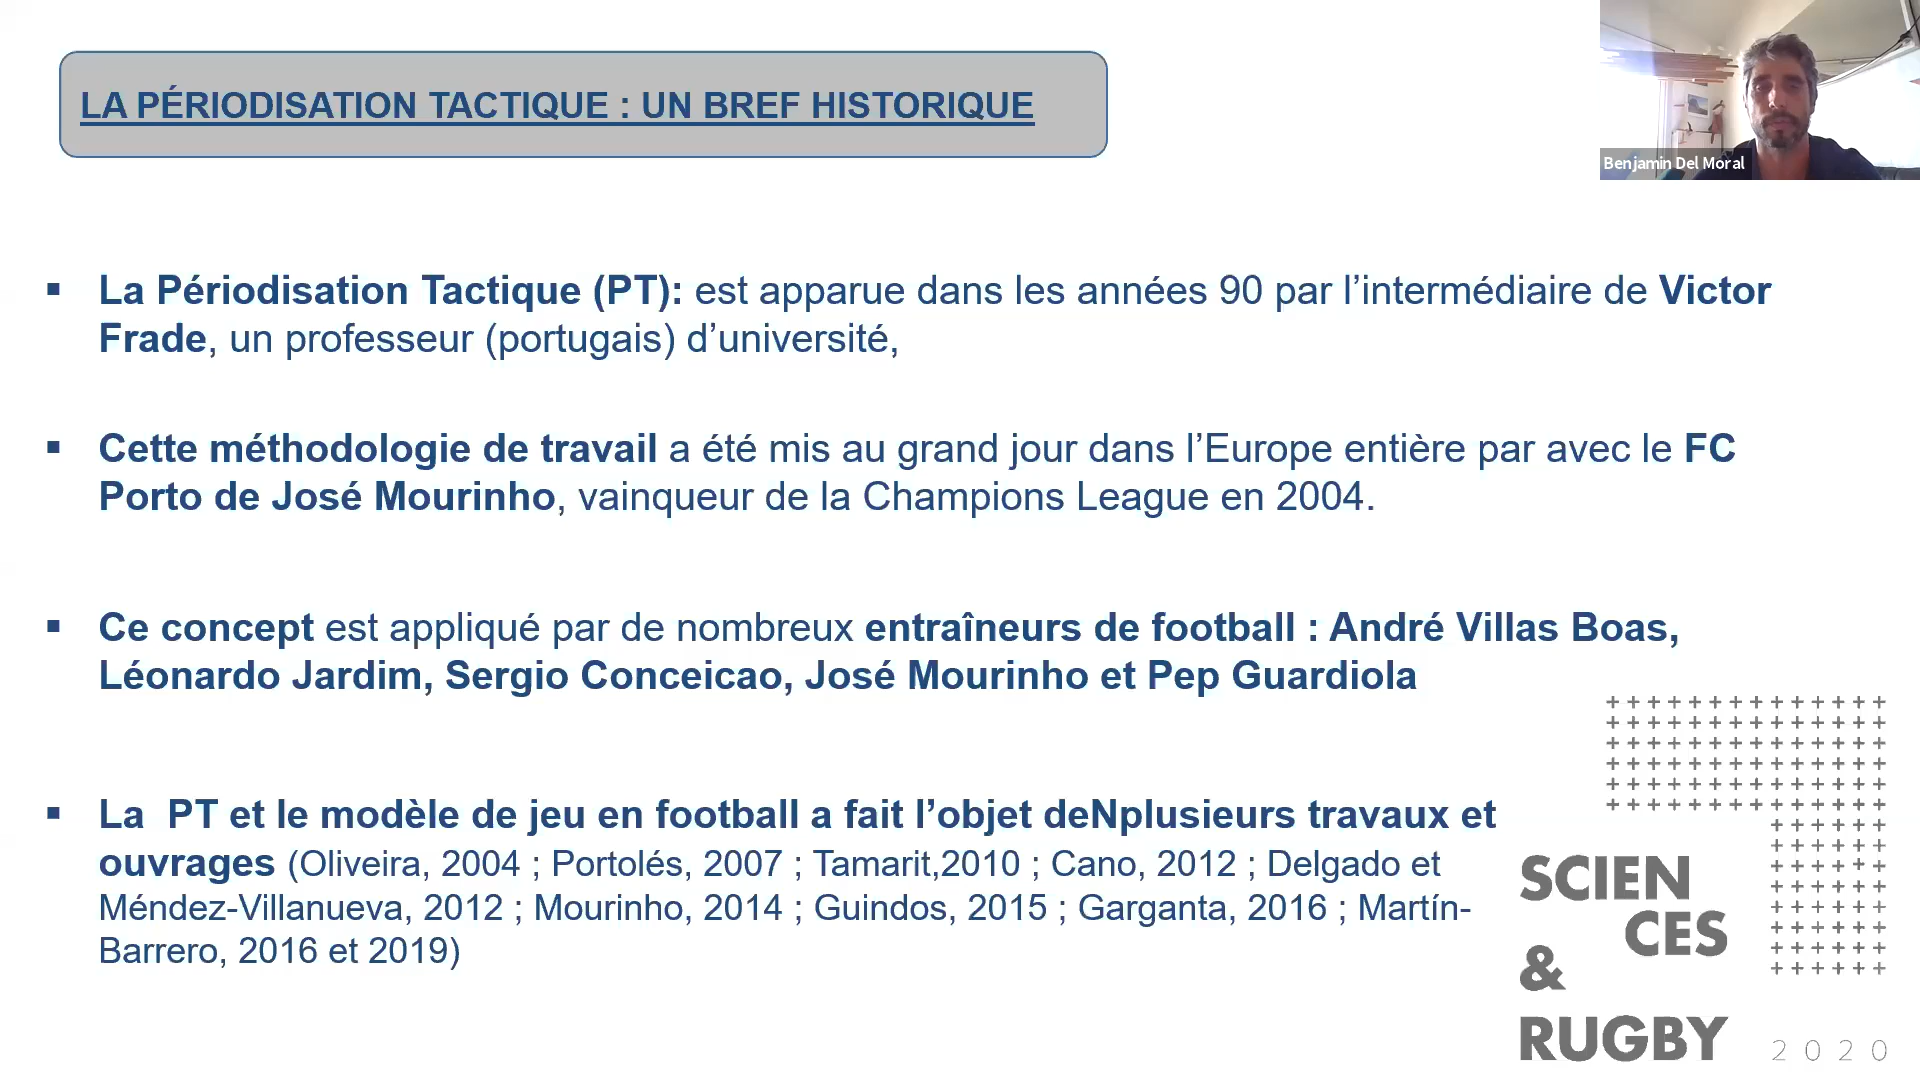 LA PÉRIODISATION TACTIQUE : UN BREF HISTORIQUE
Benjamin Del Moral
▪ La Périodisation Tactique (PT): est apparue dans les années 90 par l’intermédiaire de Victor
Frade, un professeur (portugais) d’université,
▪ Cette méthodologie de travail a été mis au grand jour dans l’Europe entière par avec le FC
Porto de José Mourinho, vainqueur de la Champions League en 2004.
▪ Ce concept est appliqué par de nombreux entraîneurs de football : André Villas Boas,
Léonardo Jardim, Sergio Conceicao, José Mourinho et Pep Guardiola
▪ La  PT et le modèle de jeu en football a fait l’objet deNplusieurs travaux et
ouvrages (Oliveira, 2004 ; Portolés, 2007 ; Tamarit,2010 ; Cano, 2012 ; Delgado et
Méndez-Villanueva, 2012 ; Mourinho, 2014 ; Guindos, 2015 ; Garganta, 2016 ; Martín-
Barrero, 2016 et 2019)
SCIEN
CES
&
RUGBY
2020